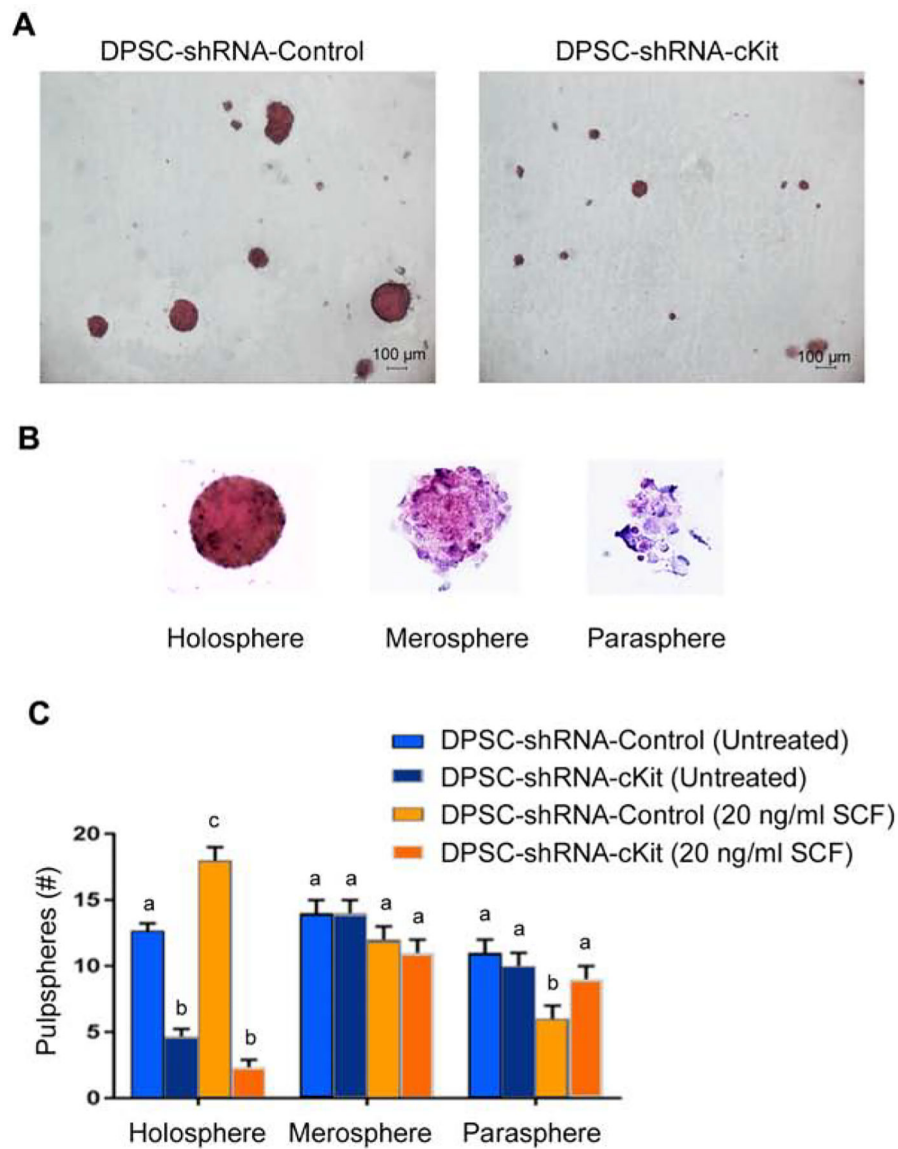 A
DPSC-shRNA-Control
DPSC-shRNA-cKit
100 µm
100 µm
B
Holosphere
Merosphere
Parasphere
C
DPSC-shRNA-Control (Untreated)
DPSC-shRNA-cKit (Untreated)
DPSC-shRNA-Control (20 ng/ml SCF)
DPSC-shRNA-cKit (20 ng/ml SCF)
Pulpspheres (#)
20
15
10
5
0
a
b
c
b
a
a
a
a
a
a
b
a
Holosphere
Merosphere
Parasphere